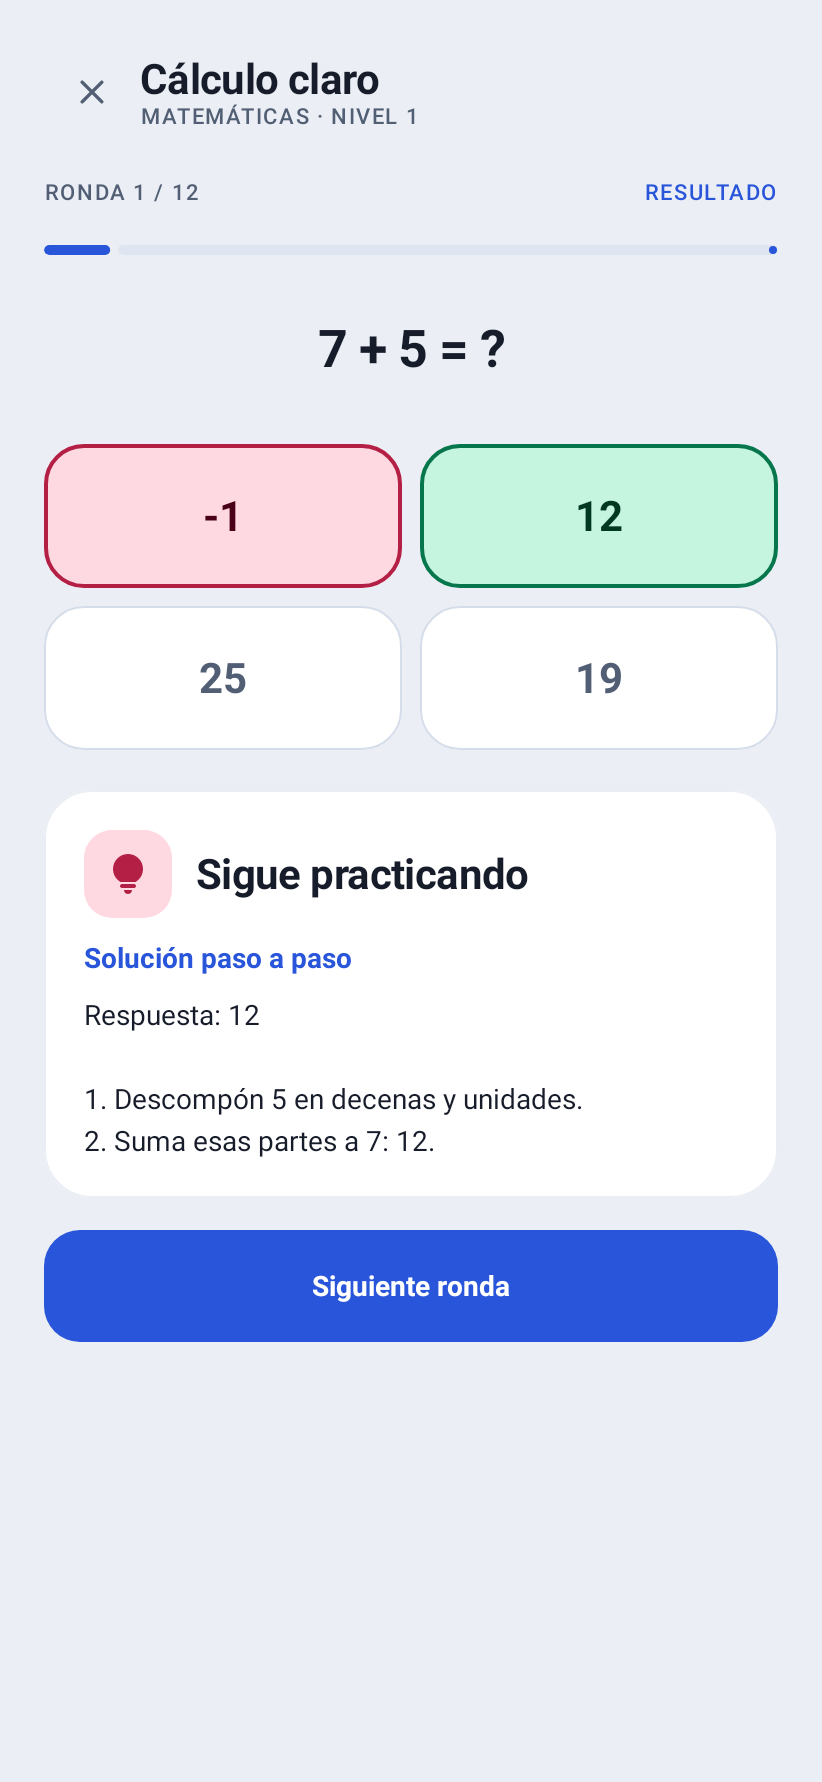 Cálculo claro
MATEMÁTICAS · NIVEL 1
RONDA 1 / 12
RESULTADO
7 + 5 = ?
-1
12
25
19
Sigue practicando
Solución paso a paso
Respuesta: 12
1. Descompón 5 en decenas y unidades.
2. Suma esas partes a 7: 12.
Siguiente ronda